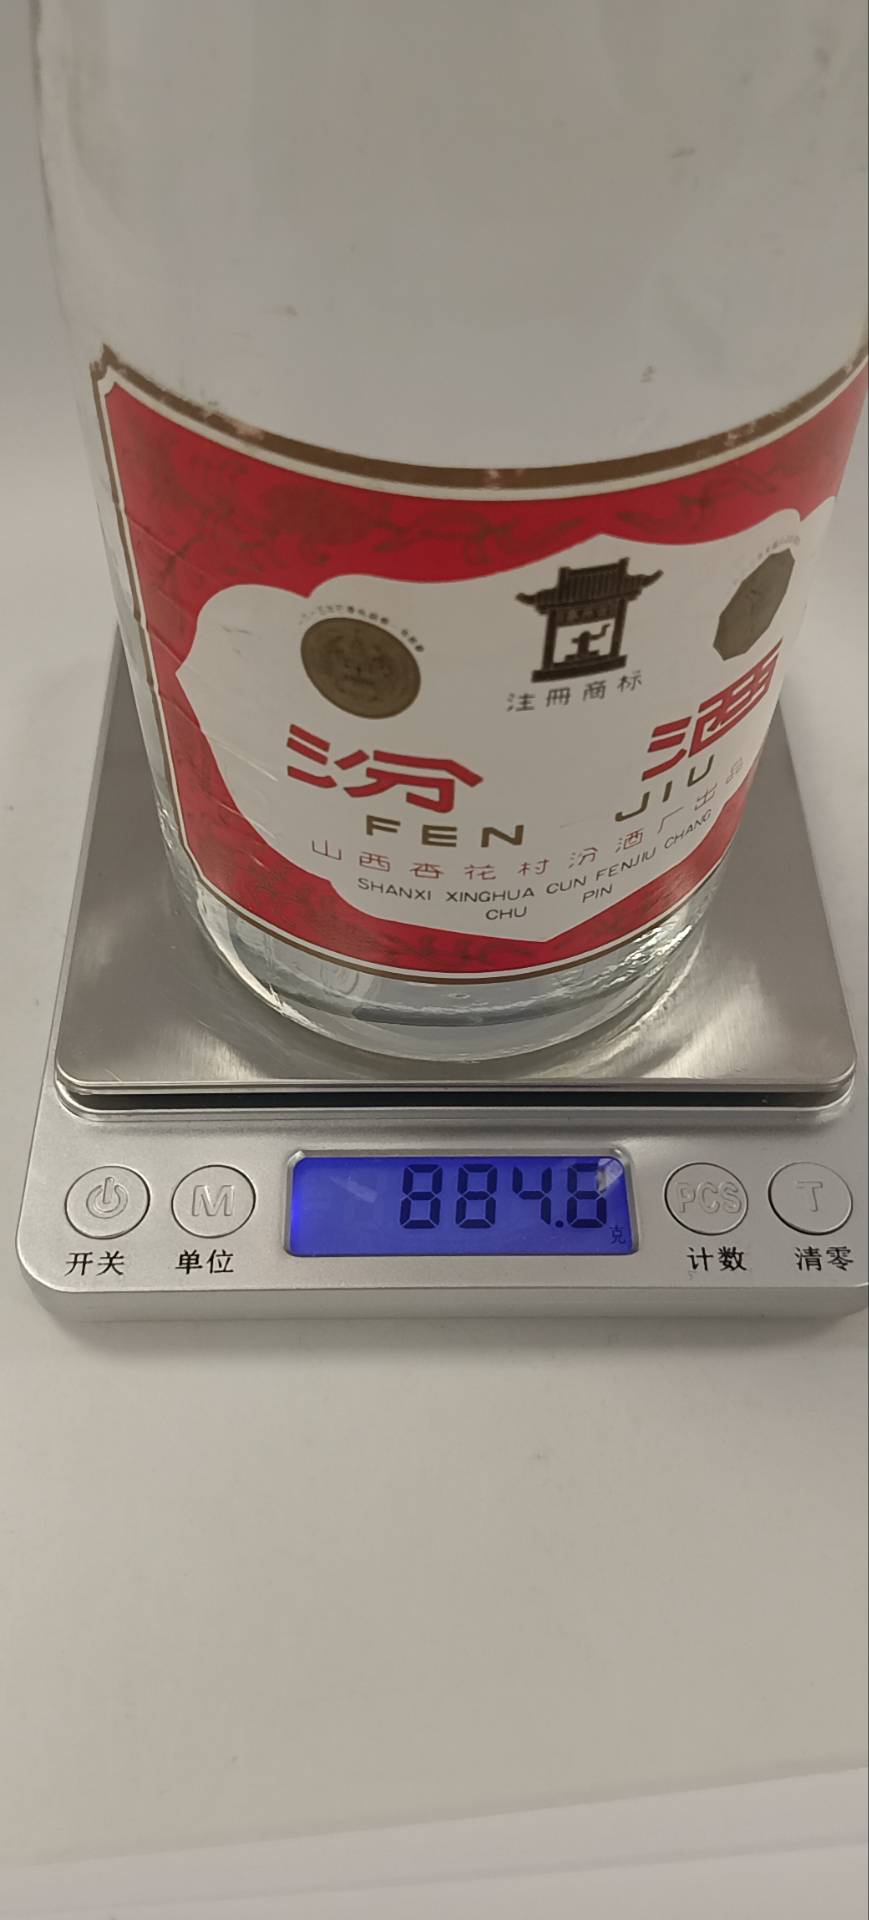 注冊商标
汾酒
FEN JIU
山西杏花村汾酒厂出品
SHANXI XINGHUA CUN FENJIU CHANG
CHU PIN
884.6
克
M
PCS
T
开关
单位
计数
清零